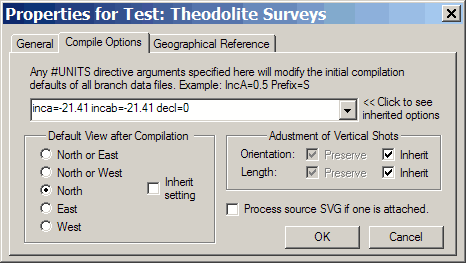 Properties for Test: Theodolite Surveys
General Compile Options Geographical Reference
Any #UNITS directive arguments specified here will modify the initial compilation
defaults of all branch data files. Example: IncA=0.5 Prefix=S
inca=-21.41 incab=-21.41 decl=0
<< Click to see
inherited options
Default View after Compilation
North or East
North or West
North
East
West
Inherit
setting
Adustment of Vertical Shots
Orientation: Preserve Inherit
Length: Preserve Inherit
Process source SVG if one is attached.
OK Cancel